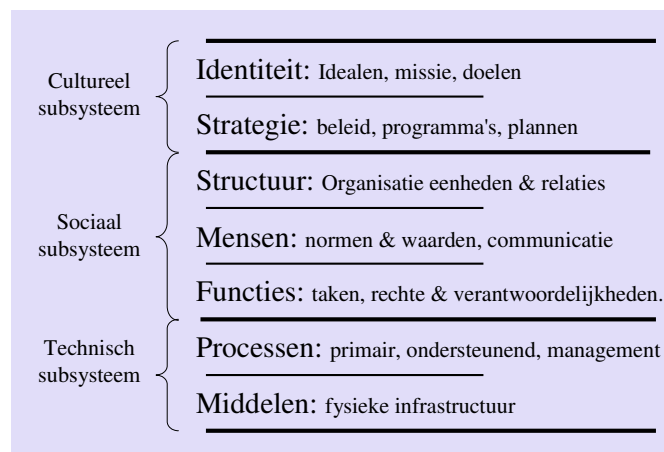 Cultureel
subsysteem
Identiteit: Idealen, missie, doelen
Strategie: beleid, programma's, plannen
Sociaal
subsysteem
Structuur: Organisatie eenheden & relaties
Mensen: normen & waarden, communicatie
Functies: taken, rechte & verantwoordelijkheden.
Technisch
subsysteem
Processen: primair, ondersteunend, management
Middelen: fysieke infrastructuur